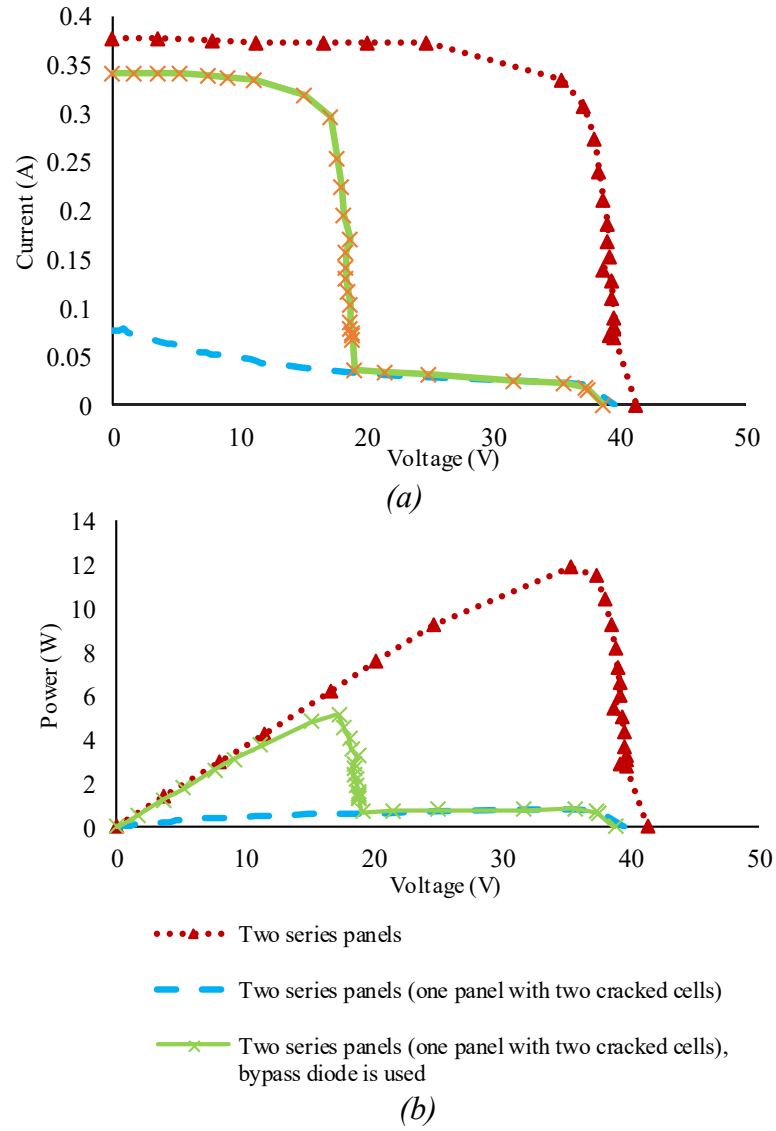 0.4
0.35
0.3
0.25
0.2
0.15
0.1
0.05
0
Current (A)
0 10 20 30 40 50
Voltage (V)
(a)
14
12
10
8
6
4
2
0
Power (W)
0 10 20 30 40 50
Voltage (V)
Two series panels
Two series panels (one panel with two cracked cells)
Two series panels (one panel with two cracked cells),
bypass diode is used
(b)